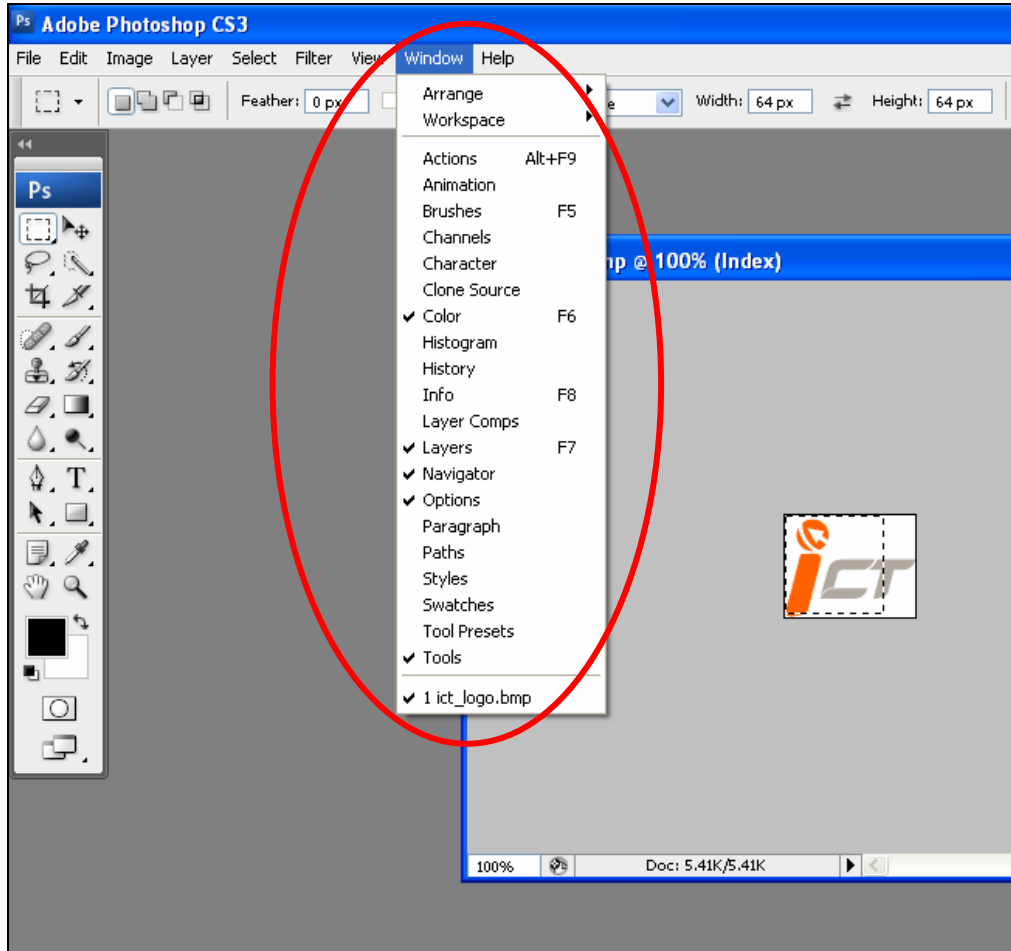 Ps Adobe Photoshop CS3
File Edit Image Layer Select Filter View Window Help
Feather: 0 px Width: 64 px Height: 64 px
Arrange
Workspace
Ps
Actions Alt+F9
Animation
Brushes F5
Channels
Character
Clone Source
Color F6
Histogram
History
Info F8
Layer Comps
Layers F7
Navigator
Options
Paragraph
Paths
Styles
Swatches
Tool Presets
Tools
1 ict_logo.bmp
@ 100% (Index)
T
ict
100% Doc: 5.41K/5.41K